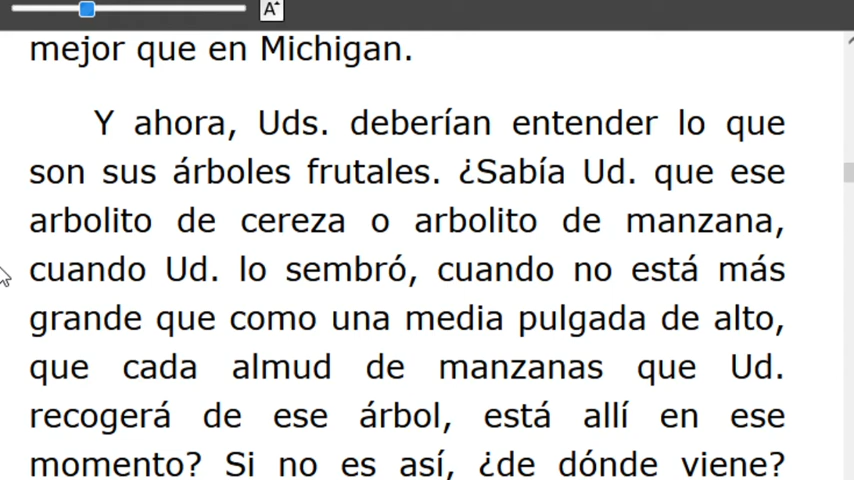 A
mejor que en Michigan.
Y ahora, Uds. deberían entender lo que
son sus árboles frutales. ¿Sabía Ud. que ese
arbolito de cereza o arbolito de manzana,
cuando Ud. lo sembró, cuando no está más
grande que como una media pulgada de alto,
que cada almud de manzanas que Ud.
recogerá de ese árbol, está allí en ese
momento? Si no es así, ¿de dónde viene?